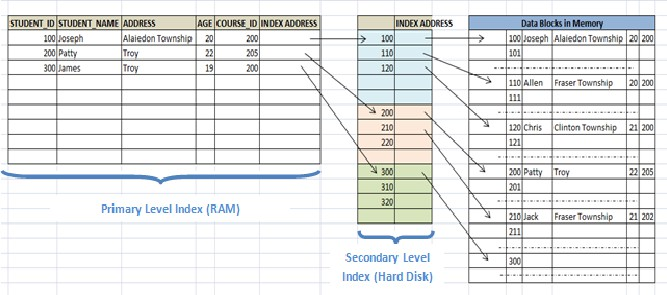 STUDENT_ID STUDENT_NAME ADDRESS AGE COURSE_ID INDEX ADDRESS
100 Joseph Alaiedon Township 20 200
200 Patty Troy 22 205
300 James Troy 19 200
Primary Level Index (RAM)
INDEX ADDRESS
100
110
120
200
210
220
300
310
320
Secondary Level
Index (Hard Disk)
Data Blocks in Memory
100 Joseph Alaiedon Township 20 200
101
110 Allen Fraser Township 20 200
111
120 Chris Clinton Township 21 200
121
200 Patty Troy 22 205
201
210 Jack Fraser Township 21 202
211
300